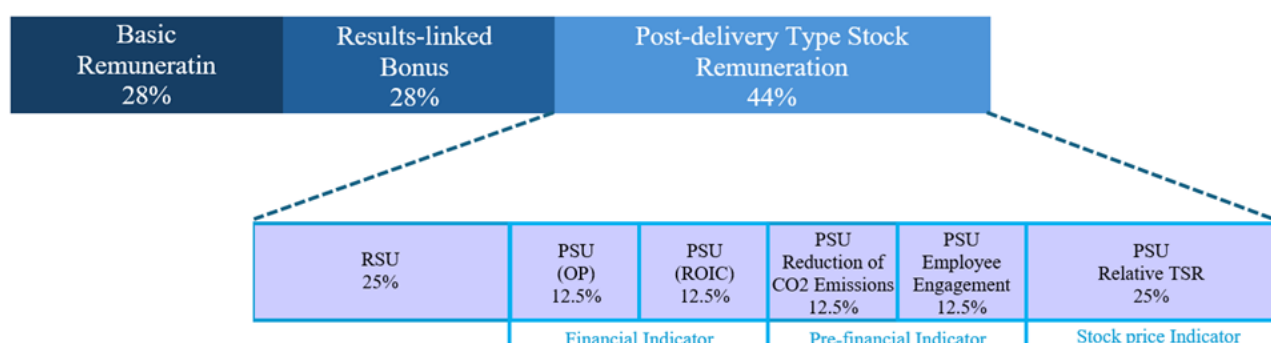 Basic
Remuneratin
28%
Results-linked
Bonus
28%
Post-delivery Type Stock
Remuneration
44%
RSU
25%
PSU
(OP)
12.5%
PSU
(ROIC)
12.5%
PSU
Reduction of
CO2 Emissions
12.5%
PSU
Employee
Engagement
12.5%
PSU
Relative TSR
25%
Financial Indicator
Pre-financial Indicator
Stock price Indicator